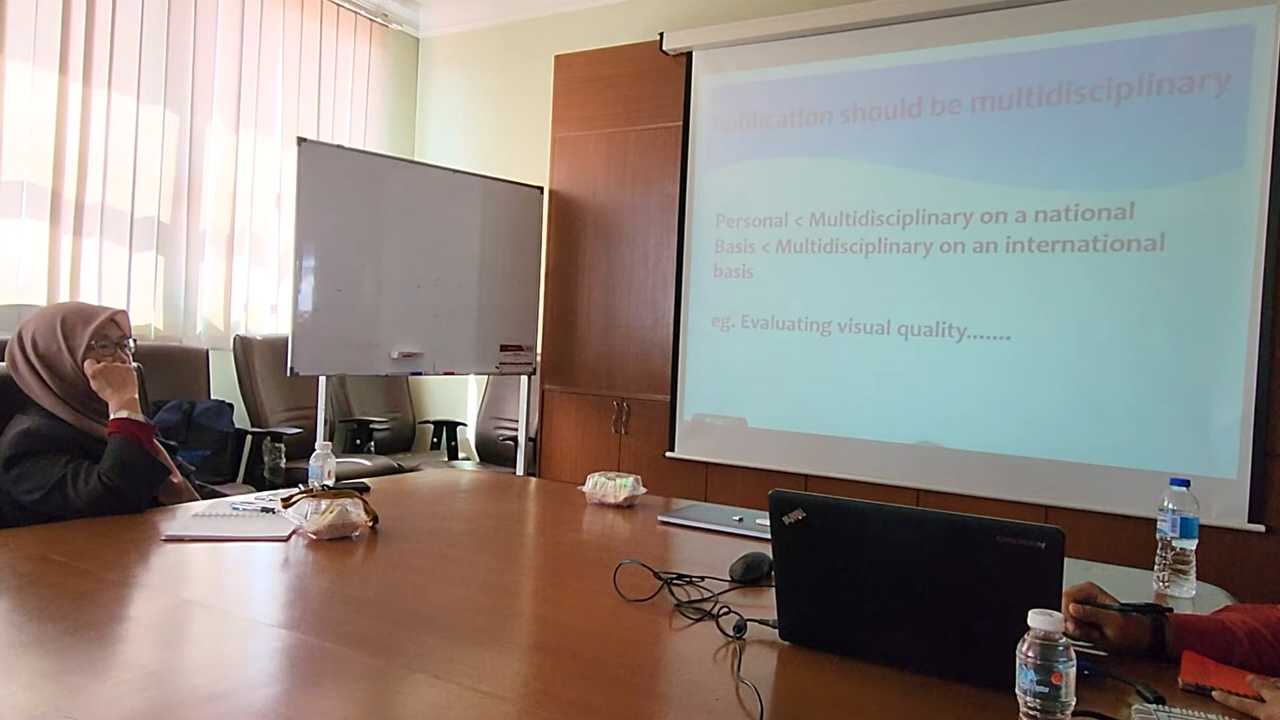 Publication should be multidisciplinary
Personal < Multidisciplinary on a national
Basis < Multidisciplinary on an international
basis
eg. Evaluating visual quality.......